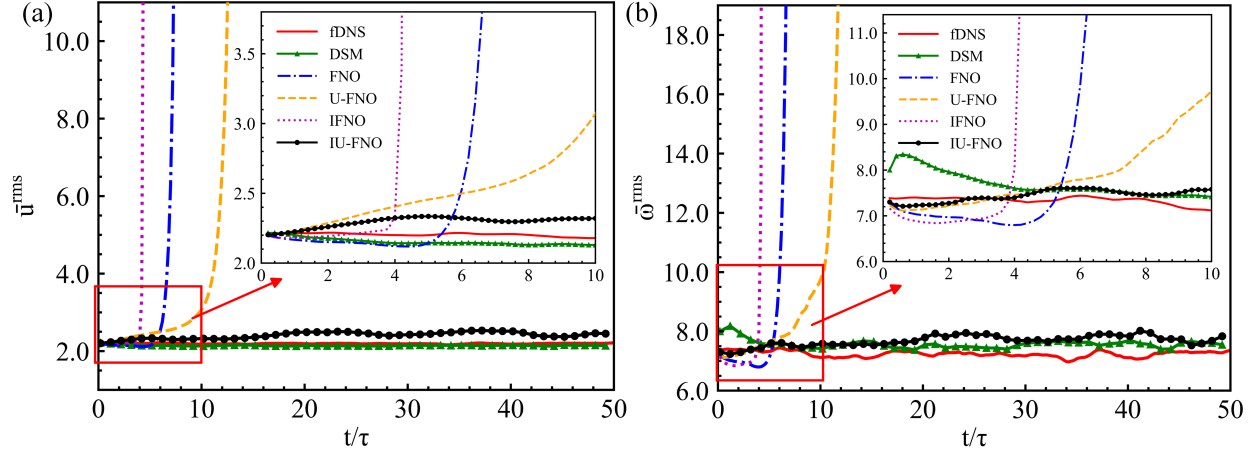 (a)
ū^rms
10.0
8.0
6.0
4.0
2.0
0
10
20
30
40
50
t/τ
3.5
3.0
2.5
2.0
0
2
4
6
8
10
fDNS
DSM
FNO
U-FNO
IFNO
IU-FNO
(b)
ω̄^rms
18.0
16.0
14.0
12.0
10.0
8.0
6.0
0
10
20
30
40
50
t/τ
11.0
10.0
9.0
8.0
7.0
6.0
0
2
4
6
8
10
fDNS
DSM
FNO
U-FNO
IFNO
IU-FNO